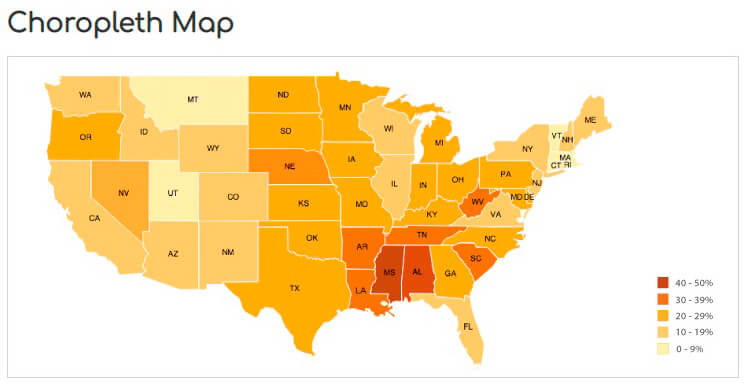 Choropleth Map
WA
MT
ND
MN
OR
ID
SD
WI
MI
NY
VT
NH
ME
MA
CT
RI
WY
NE
IA
PA
NJ
NV
UT
CO
KS
MO
IL
IN
OH
MD
DE
WV
VA
KY
CA
AZ
NM
OK
AR
TN
NC
SC
TX
LA
MS
AL
GA
FL
40 - 50%
30 - 39%
20 - 29%
10 - 19%
0 - 9%